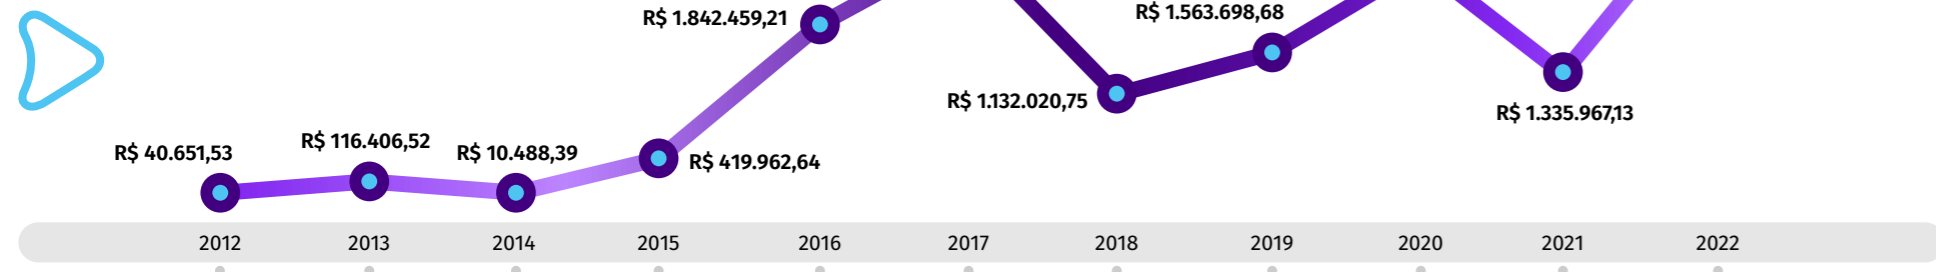 R$ 1.842.459,21
R$ 1.563.698,68
R$ 1.132.020,75
R$ 1.335.967,13
R$ 40.651,53
R$ 116.406,52
R$ 10.488,39
R$ 419.962,64
2012 2013 2014 2015 2016 2017 2018 2019 2020 2021 2022